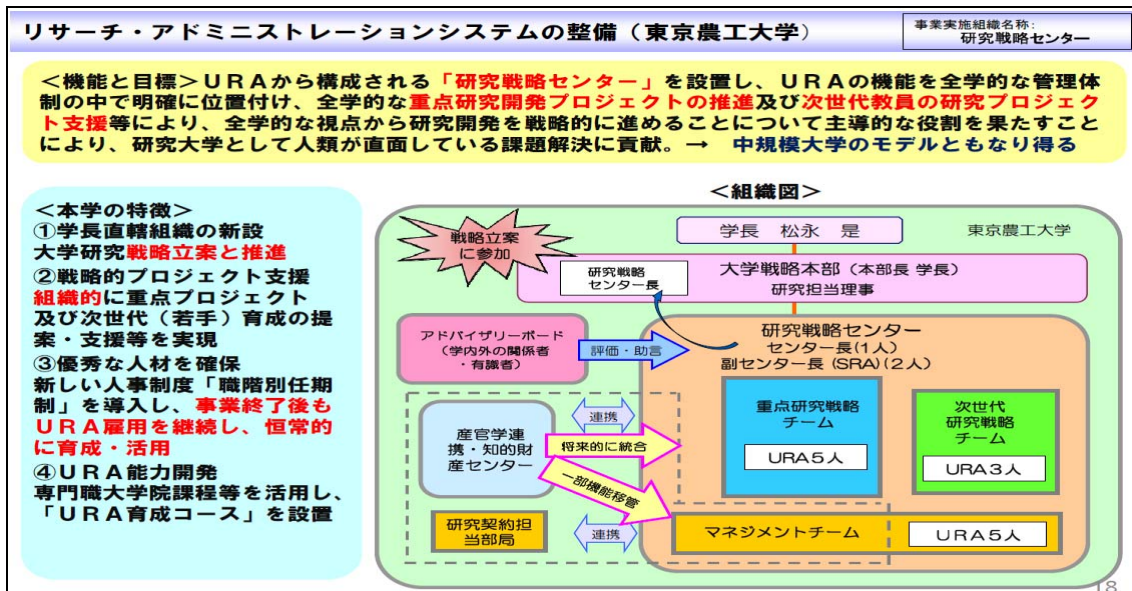 リサーチ・アドミニストレーションシステムの整備（東京農工大学）
事業実施組織名称：
研究戦略センター
＜機能と目標＞ＵＲＡから構成される「研究戦略センター」を設置し、ＵＲＡの機能を全学的な管理体
制の中で明確に位置付け、全学的な重点研究開発プロジェクトの推進及び次世代教員の研究プロジェク
ト支援等により、全学的な視点から研究開発を戦略的に進めることについて主導的な役割を果たすこと
により、研究大学として人類が直面している課題解決に貢献。→　中規模大学のモデルともなり得る
＜本学の特徴＞
①学長直轄組織の新設
大学研究戦略立案と推進
②戦略的プロジェクト支援
組織的に重点プロジェクト
及び次世代（若手）育成の提
案・支援等を実現
③優秀な人材を確保
新しい人事制度「職階別任期
制」を導入し、事業終了後も
ＵＲＡ雇用を継続し、恒常的
に育成・活用
④ＵＲＡ能力開発
専門職大学院課程等を活用し、
「ＵＲＡ育成コース」を設置
＜組織図＞
戦略立案
に参加
学長　松永　是
東京農工大学
研究戦略
センター長
大学戦略本部（本部長 学長）
研究担当理事
アドバイザリーボード
（学内外の関係者
・有識者）
評価・助言
研究戦略センター
センター長(1人)
副センター長(SRA)(2人)
産官学連
携・知的財
産センター
連携
将来的に統合
一部機能移管
重点研究戦略
チーム
ＵＲＡ５人
次世代
研究戦略
チーム
ＵＲＡ３人
研究契約担
当部局
連携
マネジメントチーム
ＵＲＡ５人
18